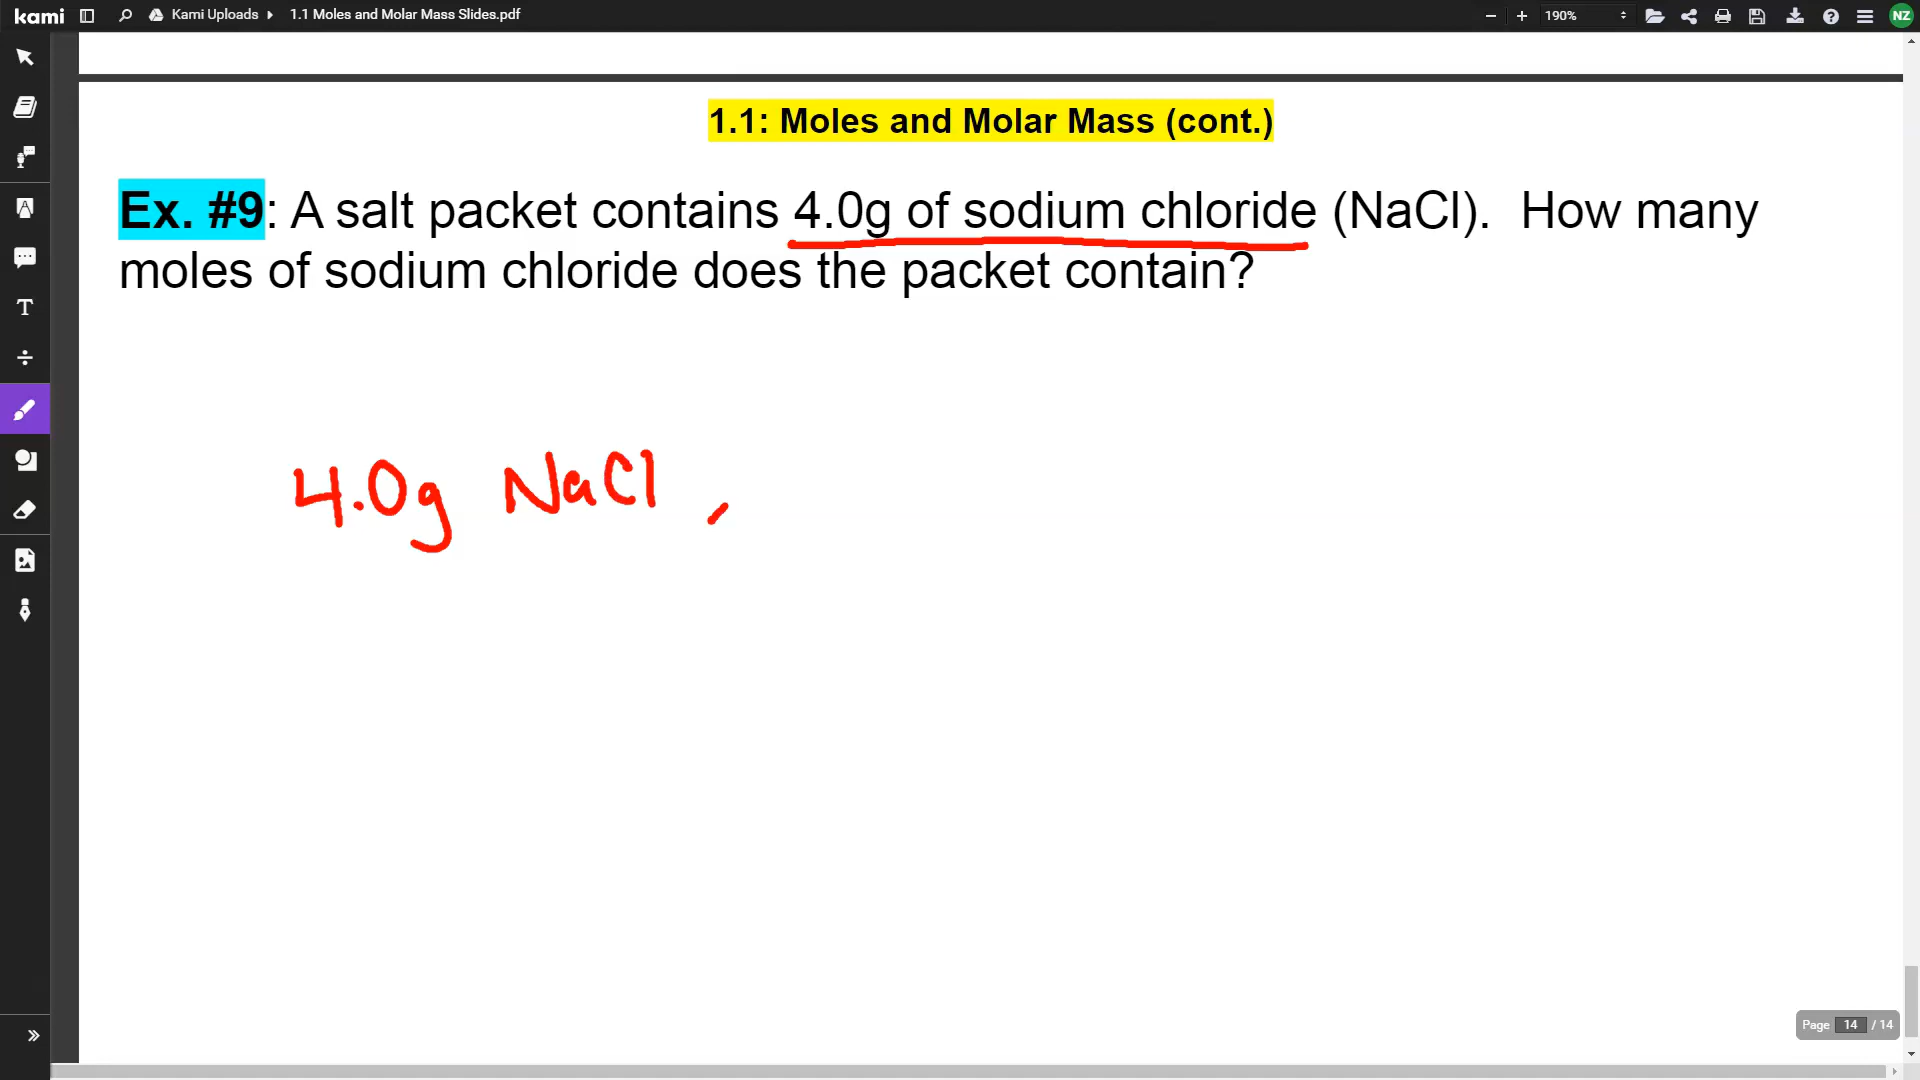 kami
Kami Uploads
1.1 Moles and Molar Mass Slides.pdf
190%
NZ
1.1: Moles and Molar Mass (cont.)
Ex. #9: A salt packet contains 4.0g of sodium chloride (NaCl). How many
moles of sodium chloride does the packet contain?
4.0g NaCl
Page 14 / 14